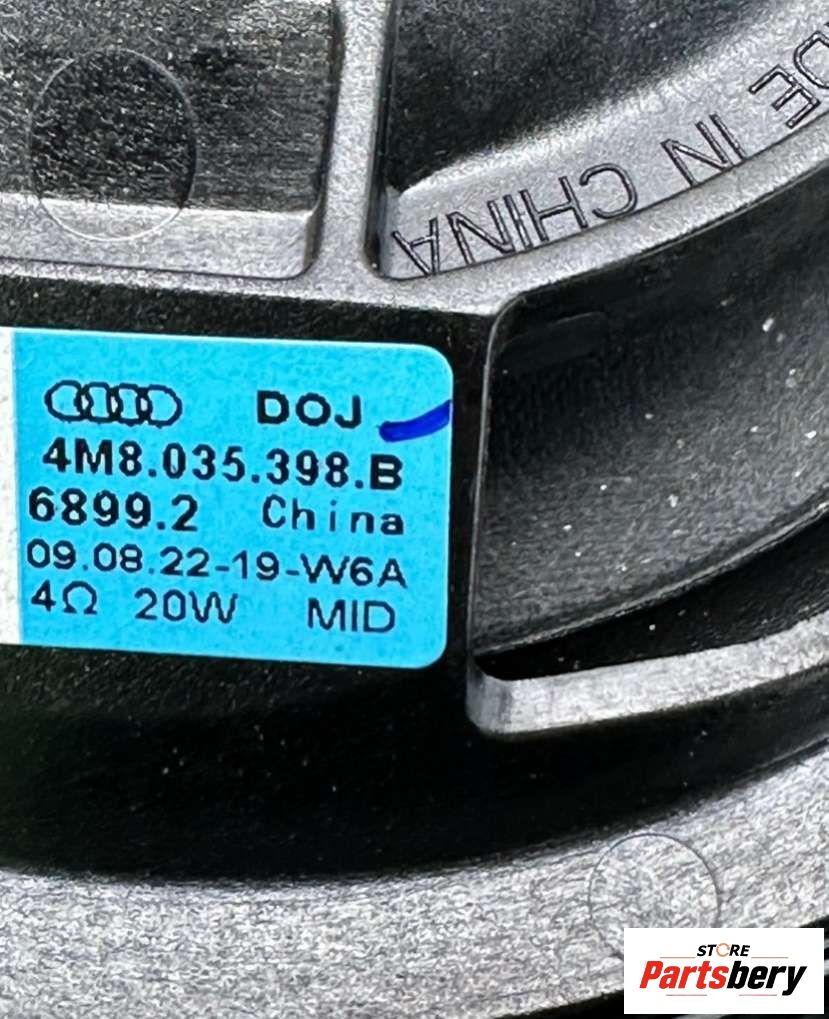 DE IN CHINA
DOJ
4M8.035.398.B
6899.2 China
09.08.22-19-W6A
4Ω 20W MID
STORE
Partsbery